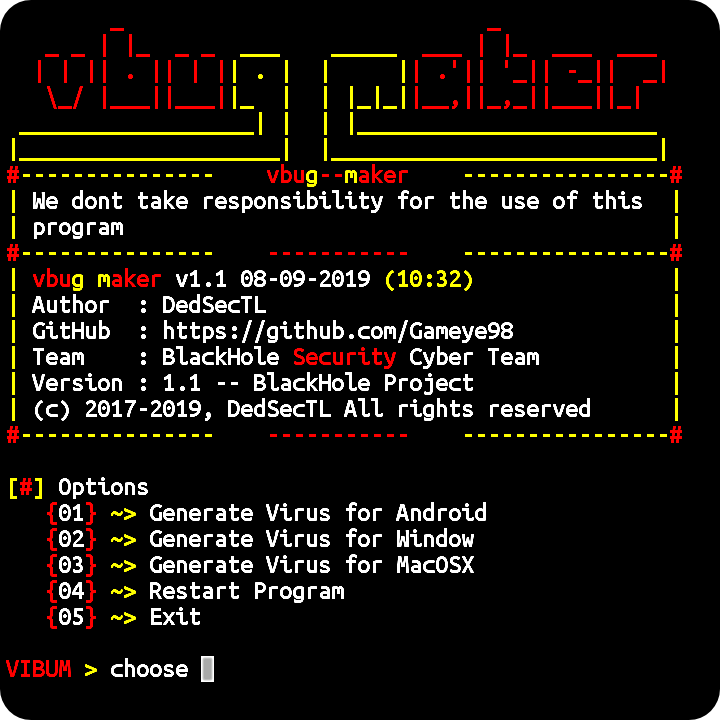 vbug maker
#--------------- vbug--maker ----------------#
| We dont take responsibility for the use of this |
| program |
#--------------- ----------- ----------------#
| vbug maker v1.1 08-09-2019 (10:32) |
| Author : DedSecTL |
| GitHub : https://github.com/Gameye98 |
| Team : BlackHole Security Cyber Team |
| Version : 1.1 -- BlackHole Project |
| (c) 2017-2019, DedSecTL All rights reserved |
#--------------- ----------- ----------------#
[#] Options
{01} ~> Generate Virus for Android
{02} ~> Generate Virus for Window
{03} ~> Generate Virus for MacOSX
{04} ~> Restart Program
{05} ~> Exit
VIBUM > choose